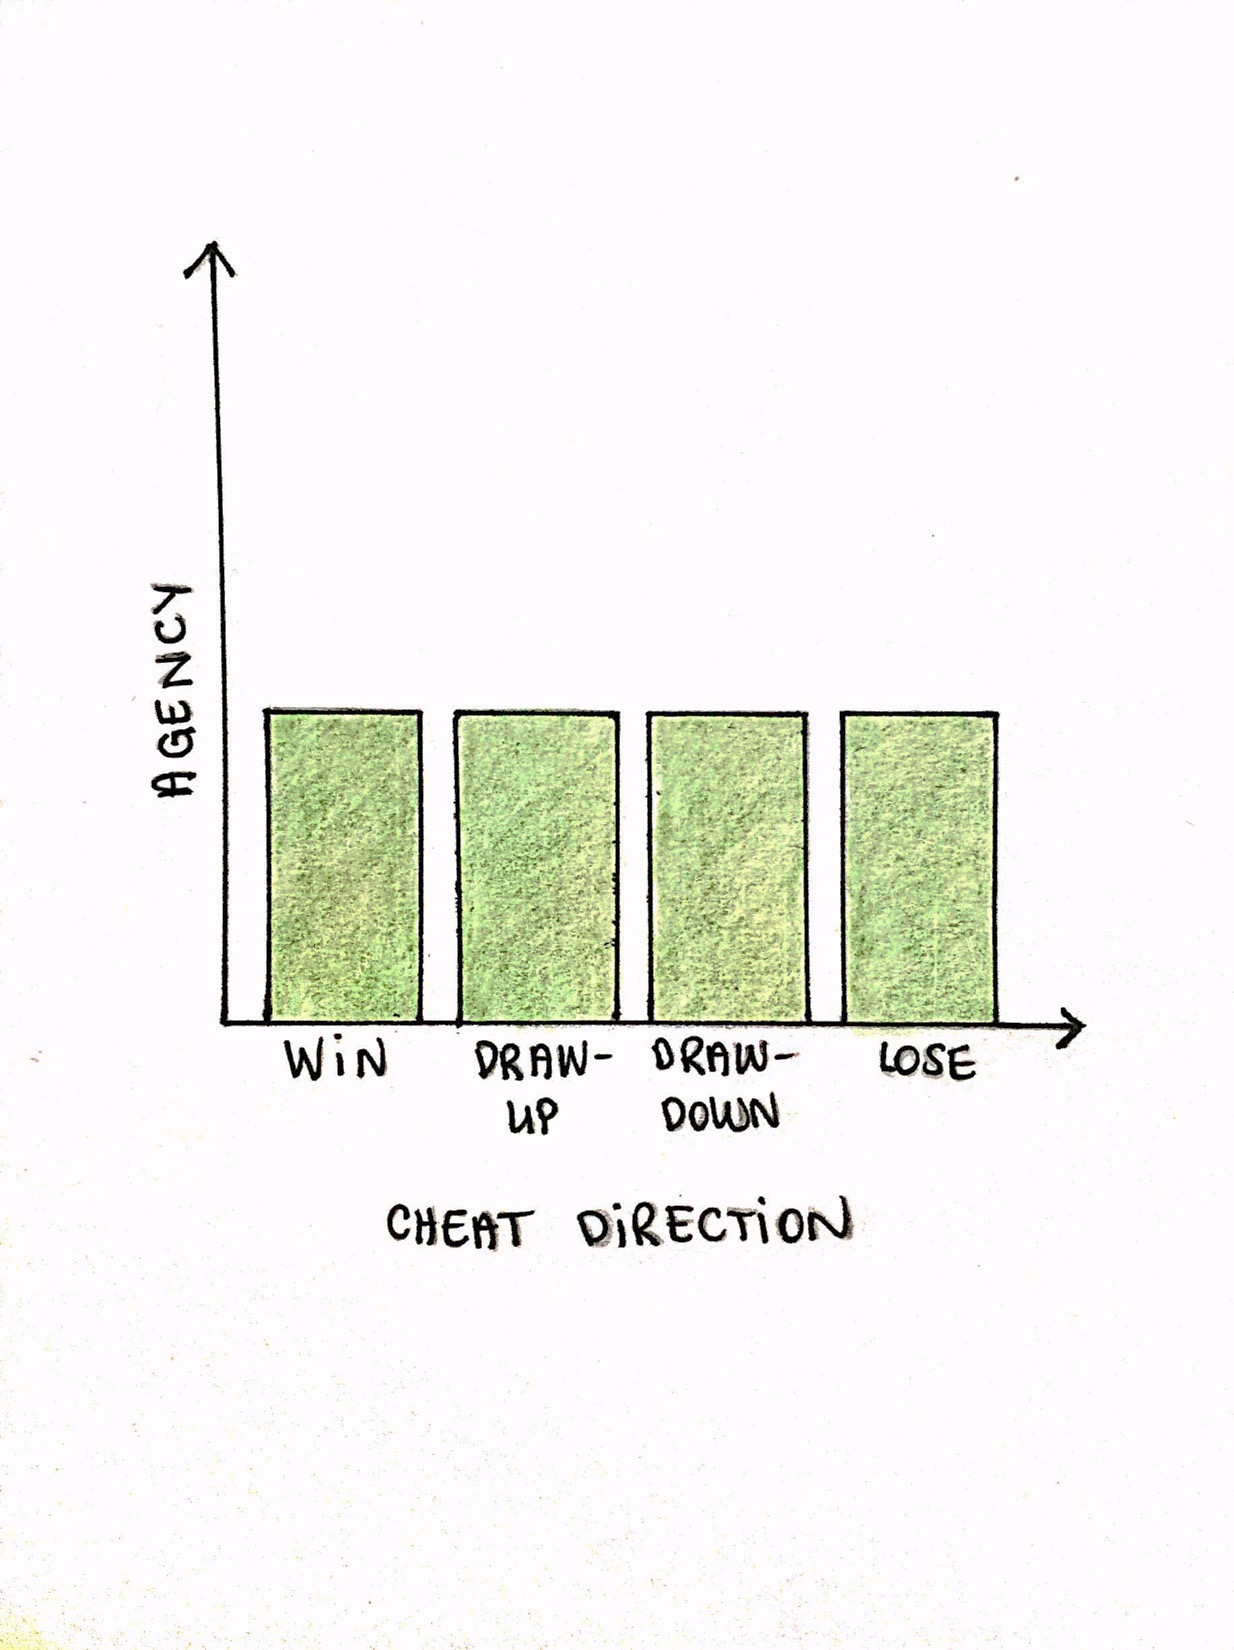 AGENCY
WiN
DRAW-
UP
DRAW-
DOWN
LOSE
CHEAT DiRECTiON